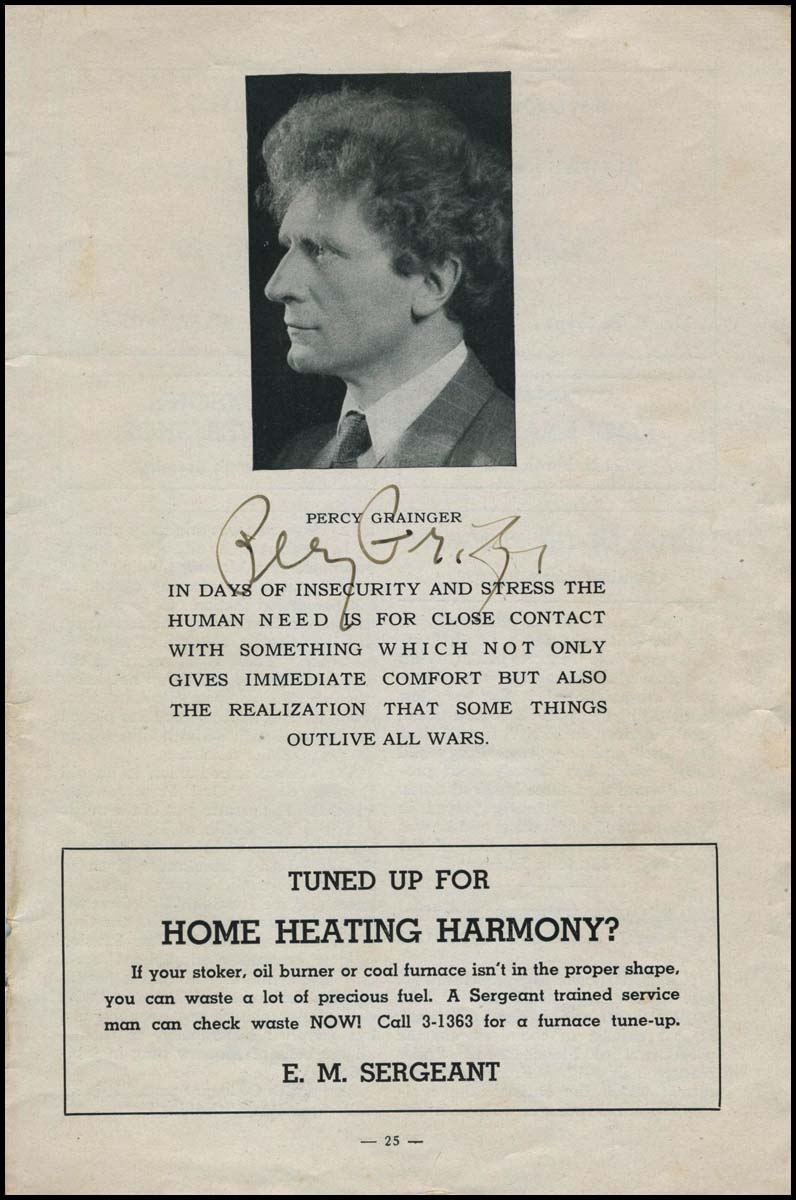 PERCY GRAINGER
Percy Grainger
IN DAYS OF INSECURITY AND STRESS THE
HUMAN NEED IS FOR CLOSE CONTACT
WITH SOMETHING WHICH NOT ONLY
GIVES IMMEDIATE COMFORT BUT ALSO
THE REALIZATION THAT SOME THINGS
OUTLIVE ALL WARS.
TUNED UP FOR
HOME HEATING HARMONY?
If your stoker, oil burner or coal furnace isn't in the proper shape,
you can waste a lot of precious fuel. A Sergeant trained service
man can check waste NOW! Call 3-1363 for a furnace tune-up.
E. M. SERGEANT
— 25 —